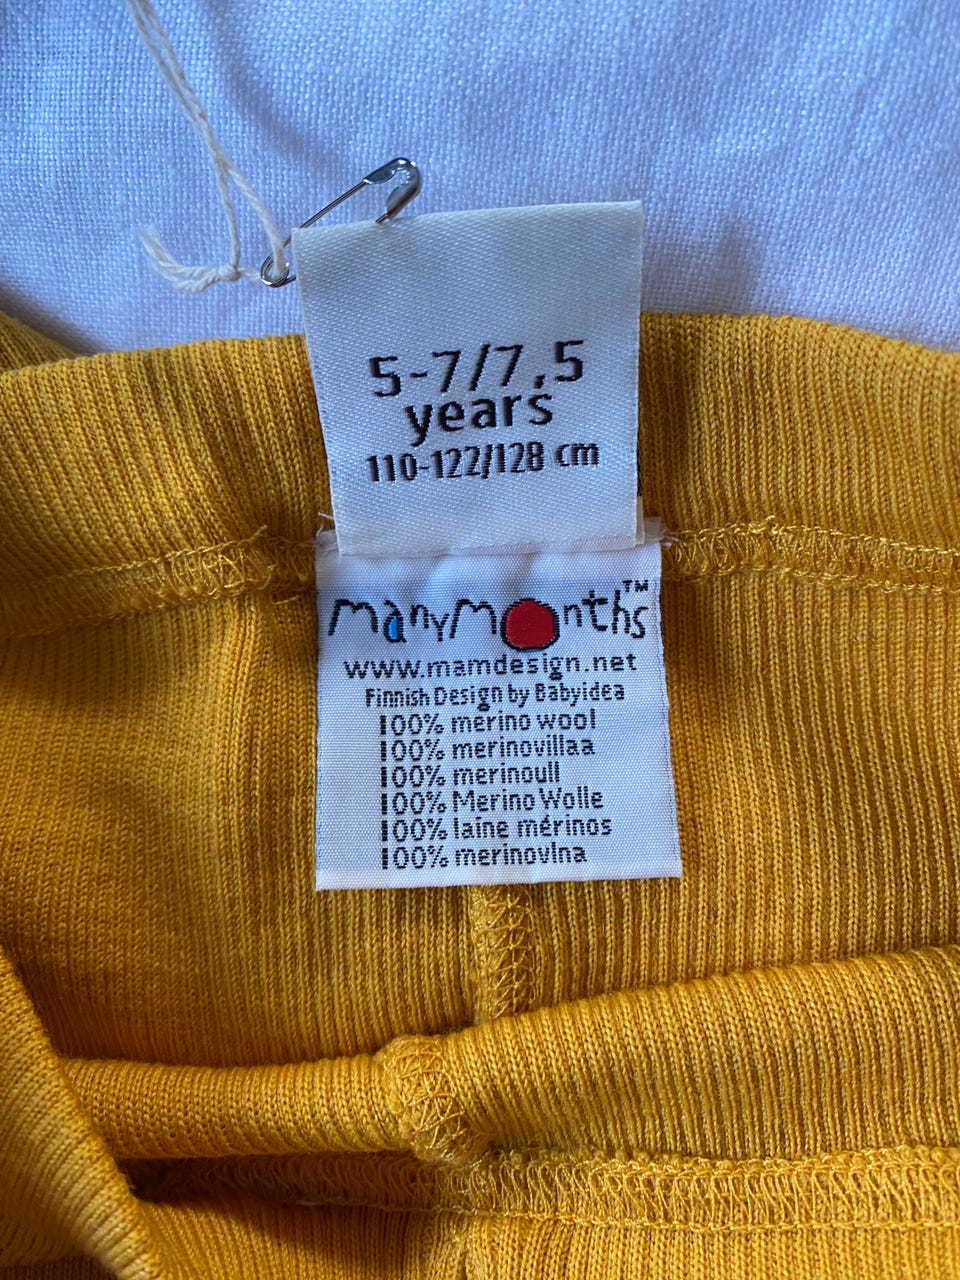 5-7/7,5
years
110-122/128 cm
manymonths™
www.mamdesign.net
Finnish Design by Babyidea
100% merino wool
100% merinovillaa
100% merinoull
100% Merino Wolle
100% laine mérinos
100% merinovlna